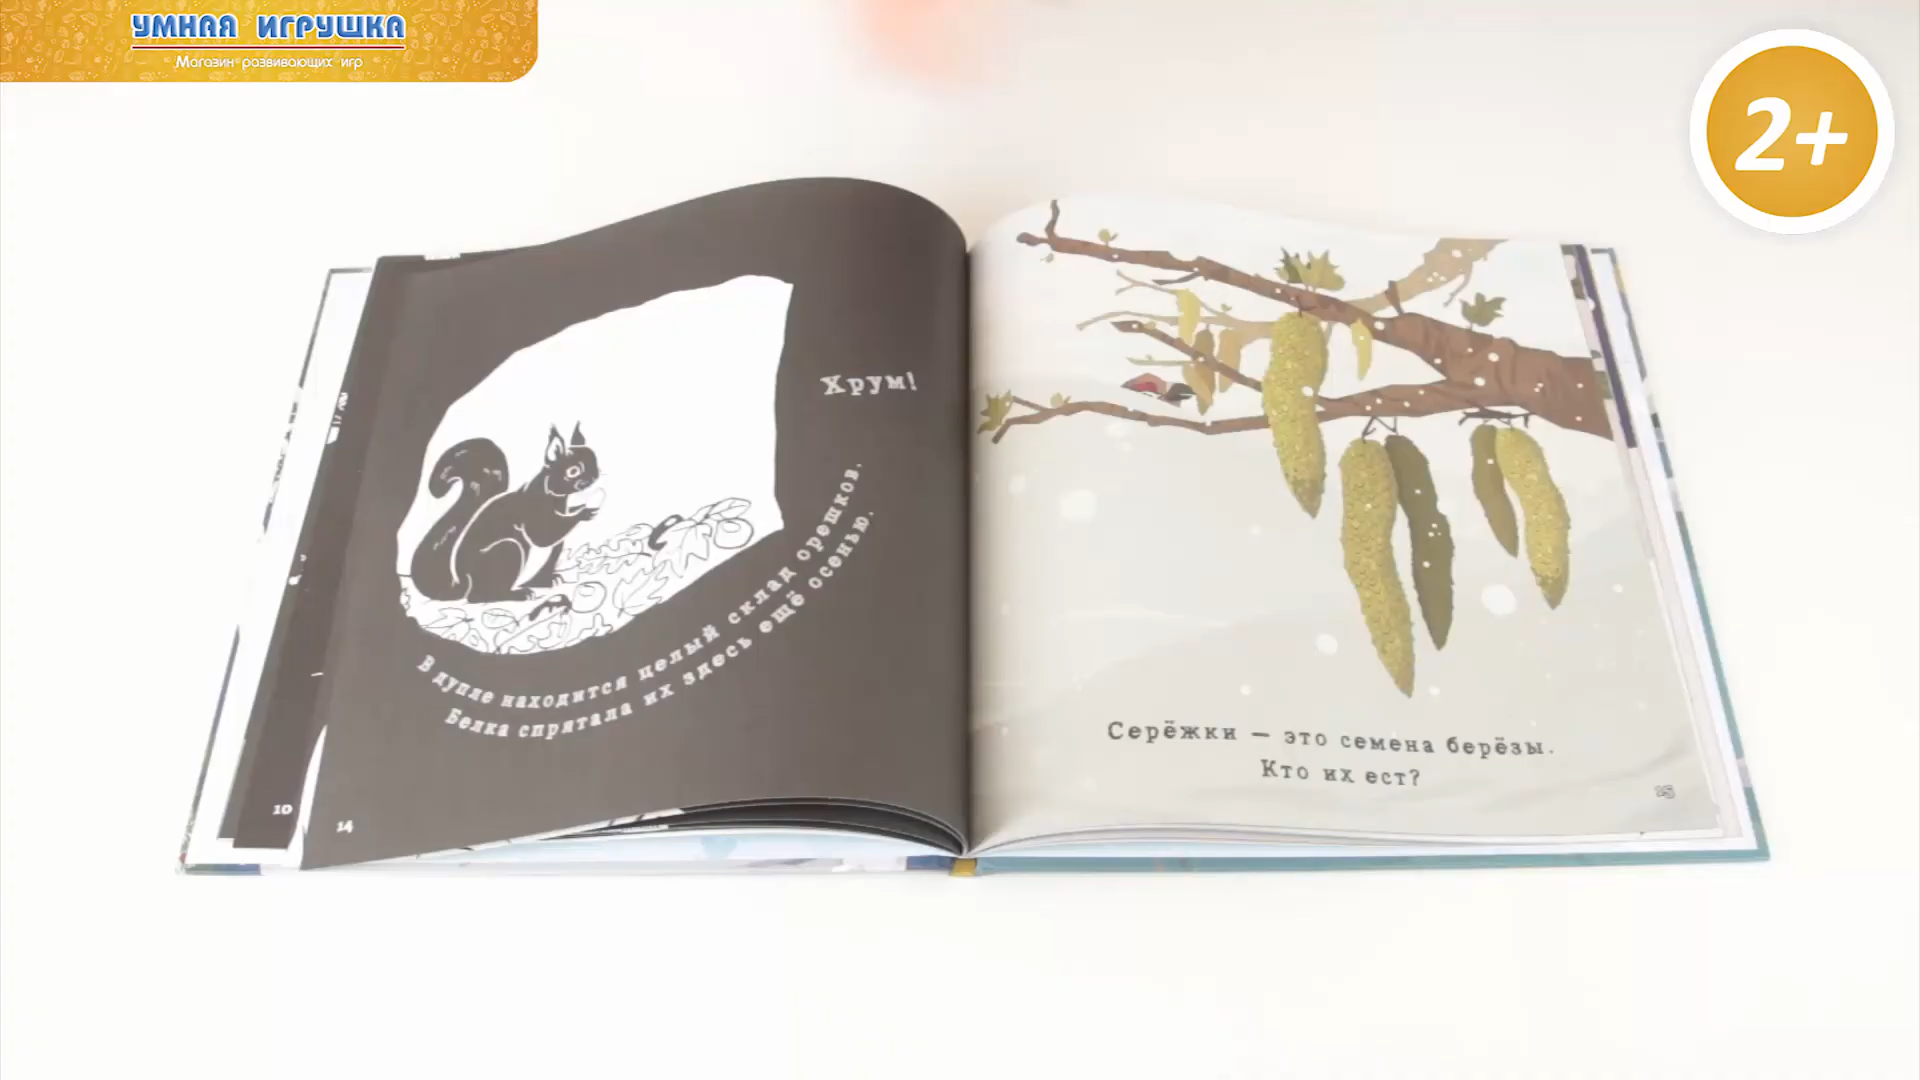 УМНАЯ ИГРУШКА
Магазин развивающих игр
2+
Хрум!
В дупле находится целый склад орешков.
Белка спрятала их здесь ещё осенью.
10
14
Серёжки — это семена берёзы.
Кто их ест?
15